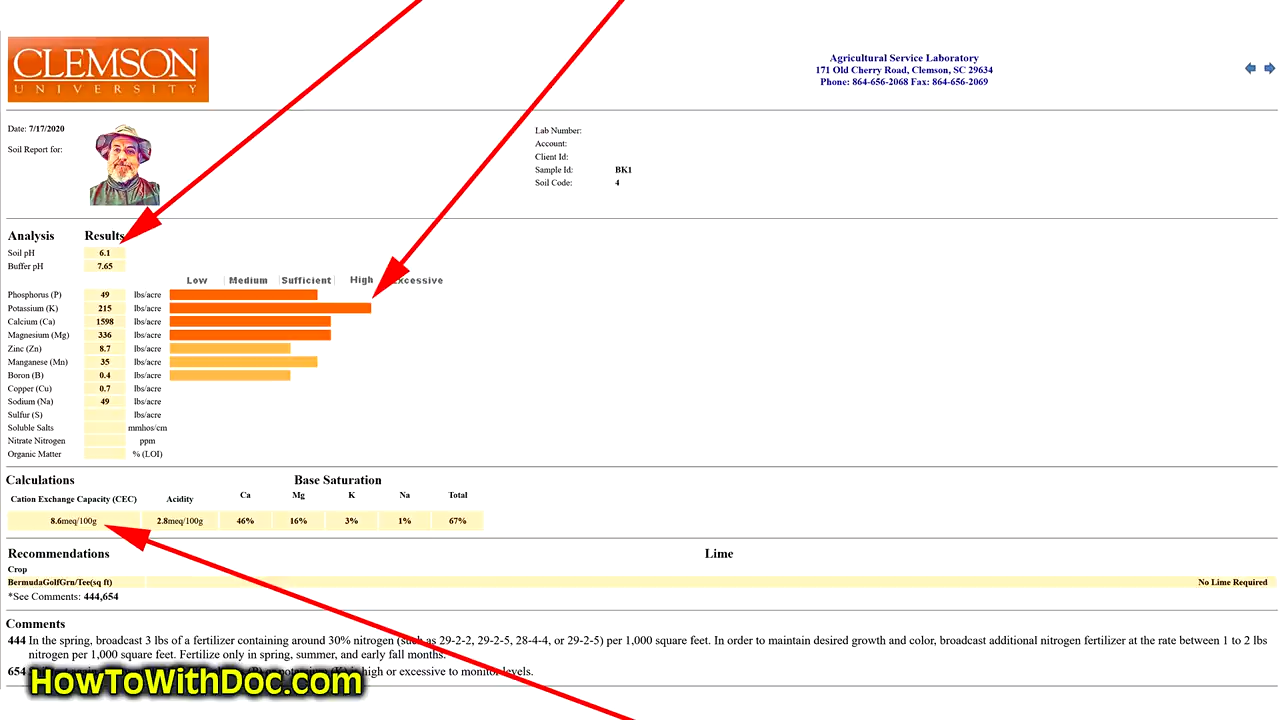 CLEMSON
UNIVERSITY
Agricultural Service Laboratory
171 Old Cherry Road, Clemson, SC 29634
Phone: 864-656-2068 Fax: 864-656-2069
Date: 7/17/2020
Soil Report for:
Lab Number:
Account:
Client Id:
Sample Id: BK1
Soil Code: 4
Analysis Results
Soil pH 6.1
Buffer pH 7.65
Low Medium Sufficient High Excessive
Phosphorus (P) 49 lbs/acre
Potassium (K) 215 lbs/acre
Calcium (Ca) 1598 lbs/acre
Magnesium (Mg) 336 lbs/acre
Zinc (Zn) 8.7 lbs/acre
Manganese (Mn) 35 lbs/acre
Boron (B) 0.4 lbs/acre
Copper (Cu) 0.7 lbs/acre
Sodium (Na) 49 lbs/acre
Sulfur (S) lbs/acre
Soluble Salts mmhos/cm
Nitrate Nitrogen ppm
Organic Matter % (LOI)
Calculations Base Saturation
Cation Exchange Capacity (CEC) Acidity Ca Mg K Na Total
8.6meq/100g 2.8meq/100g 46% 16% 3% 1% 67%
Recommendations Lime
Crop
BermudaGolfGrn/Tee(sq ft) No Lime Required
*See Comments: 444,654
Comments
444 In the spring, broadcast 3 lbs of a fertilizer containing around 30% nitrogen (such as 29-2-2, 29-2-5, 28-4-4, or 29-2-5) per 1,000 square feet. In order to maintain desired growth and color, broadcast additional nitrogen fertilizer at the rate between 1 to 2 lbs
nitrogen per 1,000 square feet. Fertilize only in spring, summer, and early fall months.
654 (P) or potassium (K) is high or excessive to monitor levels.
HowToWithDoc.com